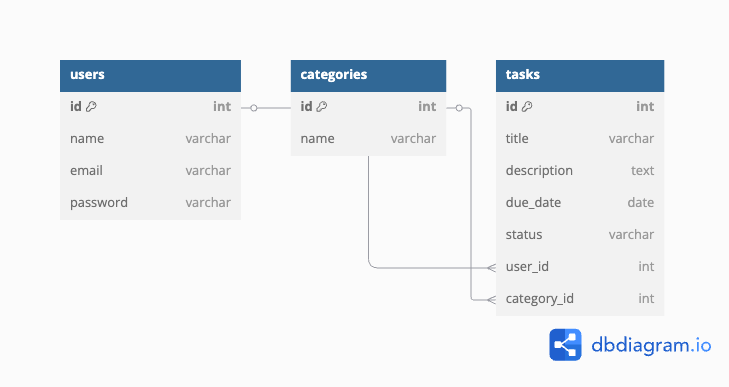 users
id int
name varchar
email varchar
password varchar
categories
id int
name varchar
tasks
id int
title varchar
description text
due_date date
status varchar
user_id int
category_id int
dbdiagram.io